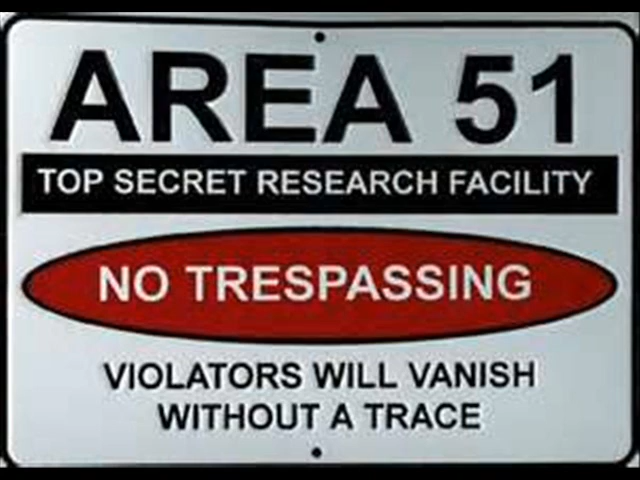 AREA 51
TOP SECRET RESEARCH FACILITY
NO TRESPASSING
VIOLATORS WILL VANISH
WITHOUT A TRACE